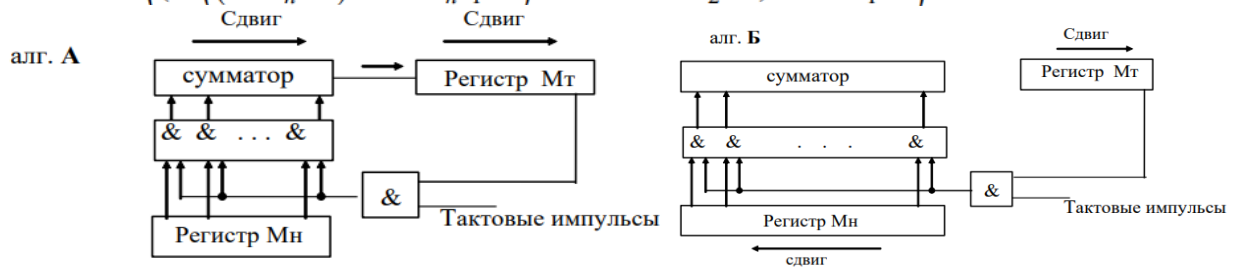 Сдвиг
Сдвиг
алг. А
сумматор
Регистр Мт
& & . . . &
&
Тактовые импульсы
Регистр Мн
алг. Б
Сдвиг
сумматор
Регистр Мт
& & . . . &
&
Тактовые импульсы
Регистр Мн
сдвиг